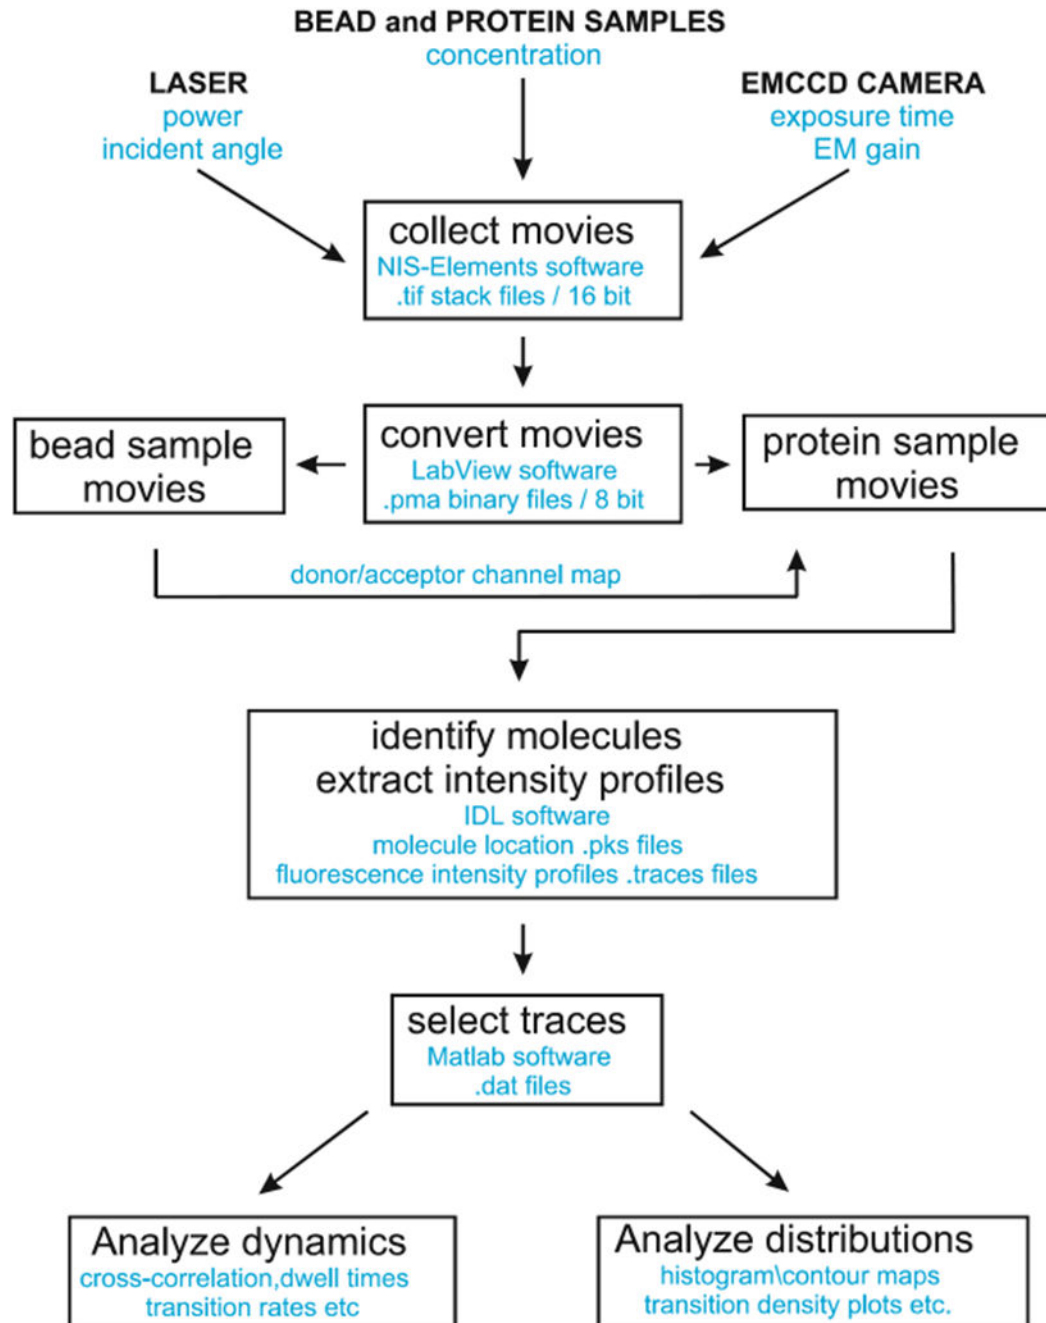 BEAD and PROTEIN SAMPLES
concentration
LASER
power
incident angle
EMCCD CAMERA
exposure time
EM gain
collect movies
NIS-Elements software
.tif stack files / 16 bit
bead sample
movies
convert movies
LabView software
.pma binary files / 8 bit
protein sample
movies
donor/acceptor channel map
identify molecules
extract intensity profiles
IDL software
molecule location .pks files
fluorescence intensity profiles .traces files
select traces
Matlab software
.dat files
Analyze dynamics
cross-correlation,dwell times
transition rates etc
Analyze distributions
histogram\contour maps
transition density plots etc.